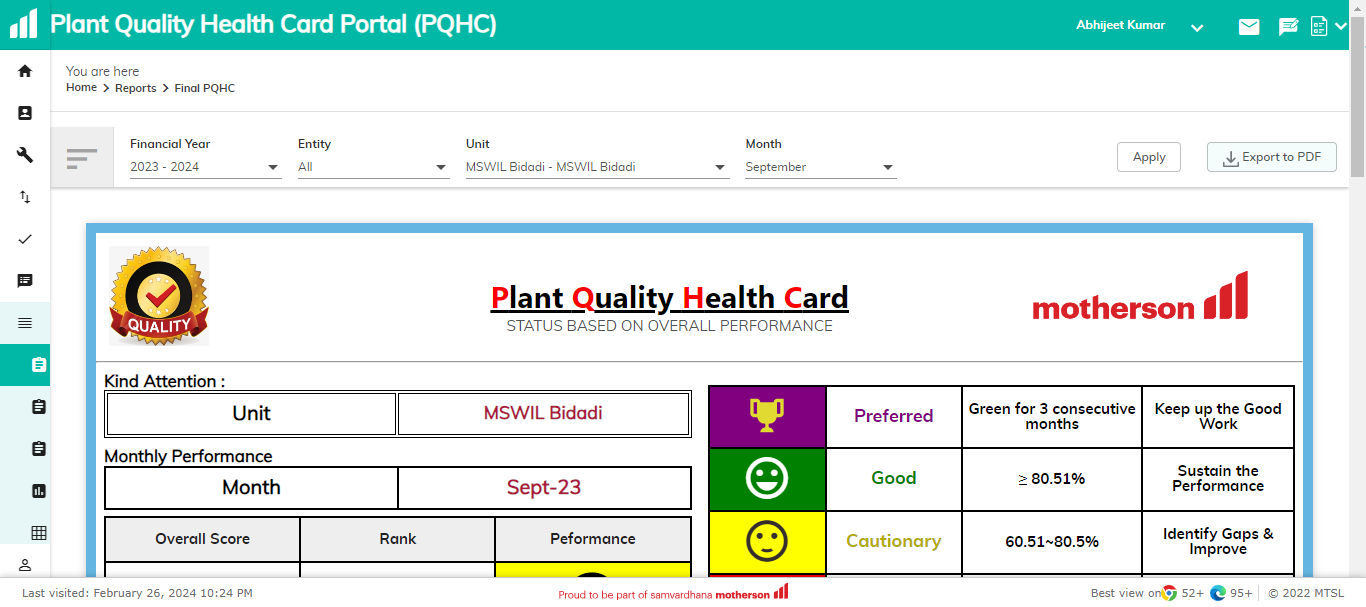 Plant Quality Health Card Portal (PQHC)
Abhijeet Kumar
You are here
Home > Reports > Final PQHC
Financial Year
Entity
Unit
Month
2023 - 2024
All
MSWIL Bidadi - MSWIL Bidadi
September
Apply
Export to PDF
QUALITY
Plant Quality Health Card
STATUS BASED ON OVERALL PERFORMANCE
motherson
Kind Attention :
Unit
MSWIL Bidadi
Monthly Performance
Month
Sept-23
Overall Score
Rank
Peformance
Preferred
Green for 3 consecutive
months
Keep up the Good
Work
Good
≥ 80.51%
Sustain the
Performance
Cautionary
60.51~80.5%
Identify Gaps &
Improve
Last visited: February 26, 2024 10:24 PM
Proud to be part of samvardhana motherson
Best view on 52+ 95+ | © 2022 MTSL